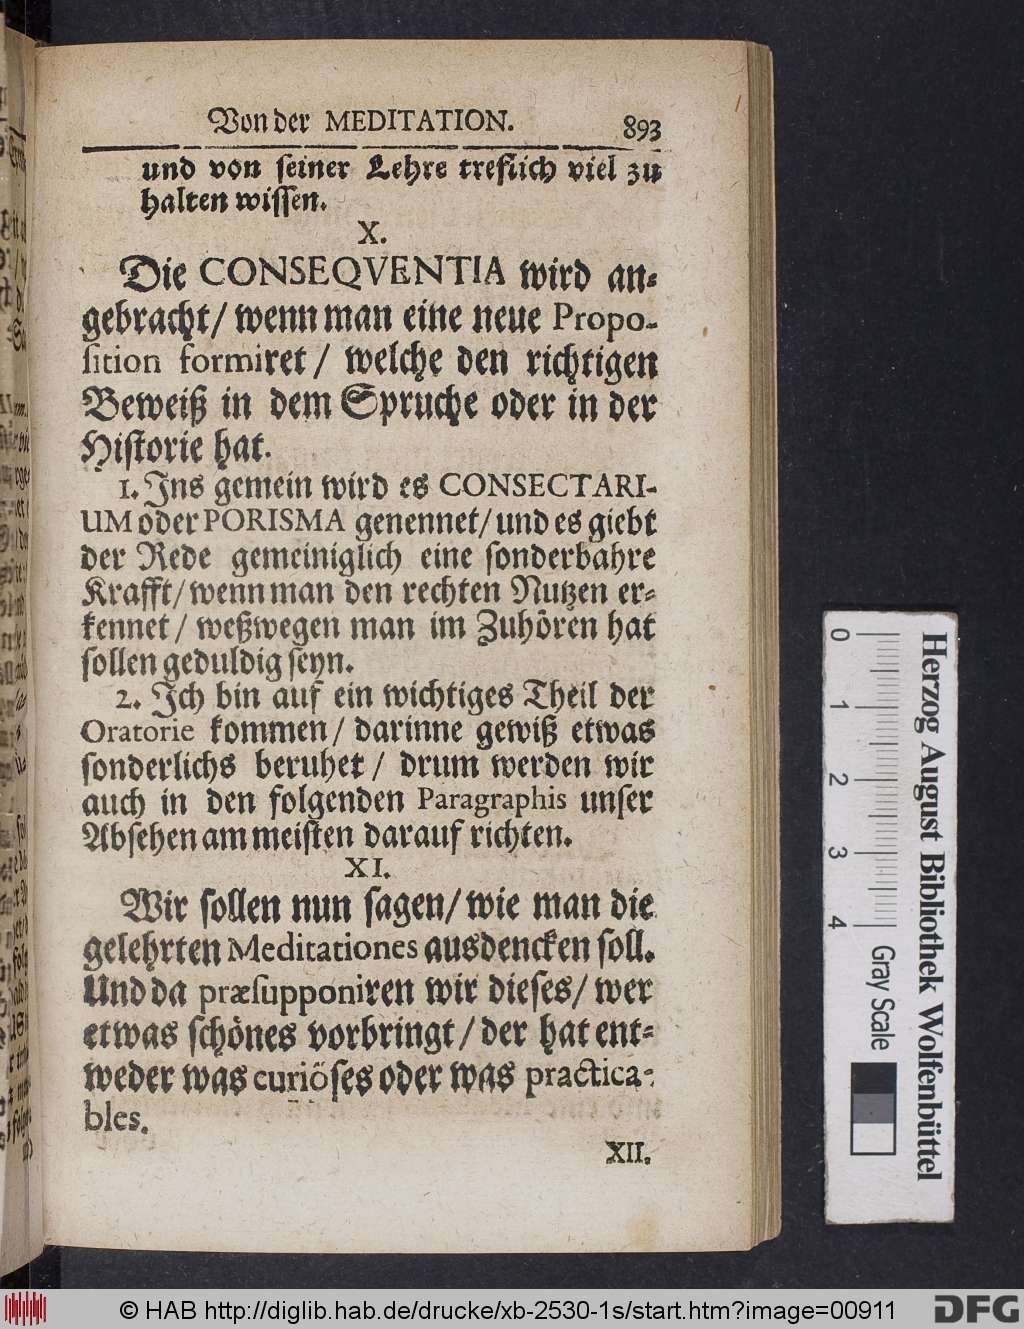 Von der MEDITATION. 893
und von seiner Lehre treflich viel zu
halten wissen.
X.
Die CONSEQVENTIA wird an-
gebracht/ wenn man eine neue Propo-
sition formiret / welche den richtigen
Beweiß in dem Spruche oder in der
Historie hat.
1. Ins gemein wird es CONSECTARI-
UM oder PORISMA genennet/ und es giebt
der Rede gemeiniglich eine sonderbahre
Krafft/ wenn man den rechten Nutzen er-
kennet / weßwegen man im Zuhören hat
sollen geduldig seyn.
2. Ich bin auf ein wichtiges Theil der
Oratorie kommen / darinne gewiß etwas
sonderlichs beruhet / drum werden wir
auch in den folgenden Paragraphis unser
Absehen am meisten darauf richten.
XI.
Wir sollen nun sagen/ wie man die
gelehrten Meditationes ausdencken soll.
Und da præsupponiren wir dieses/ wer
etwas schönes vorbringt/ der hat ent-
weder was curiöses oder was practica-
bles.
XII.
0 1 2 3 4
Gray Scale
Herzog August Bibliothek Wolfenbüttel
© HAB http://diglib.hab.de/drucke/xb-2530-1s/start.htm?image=00911
DFG